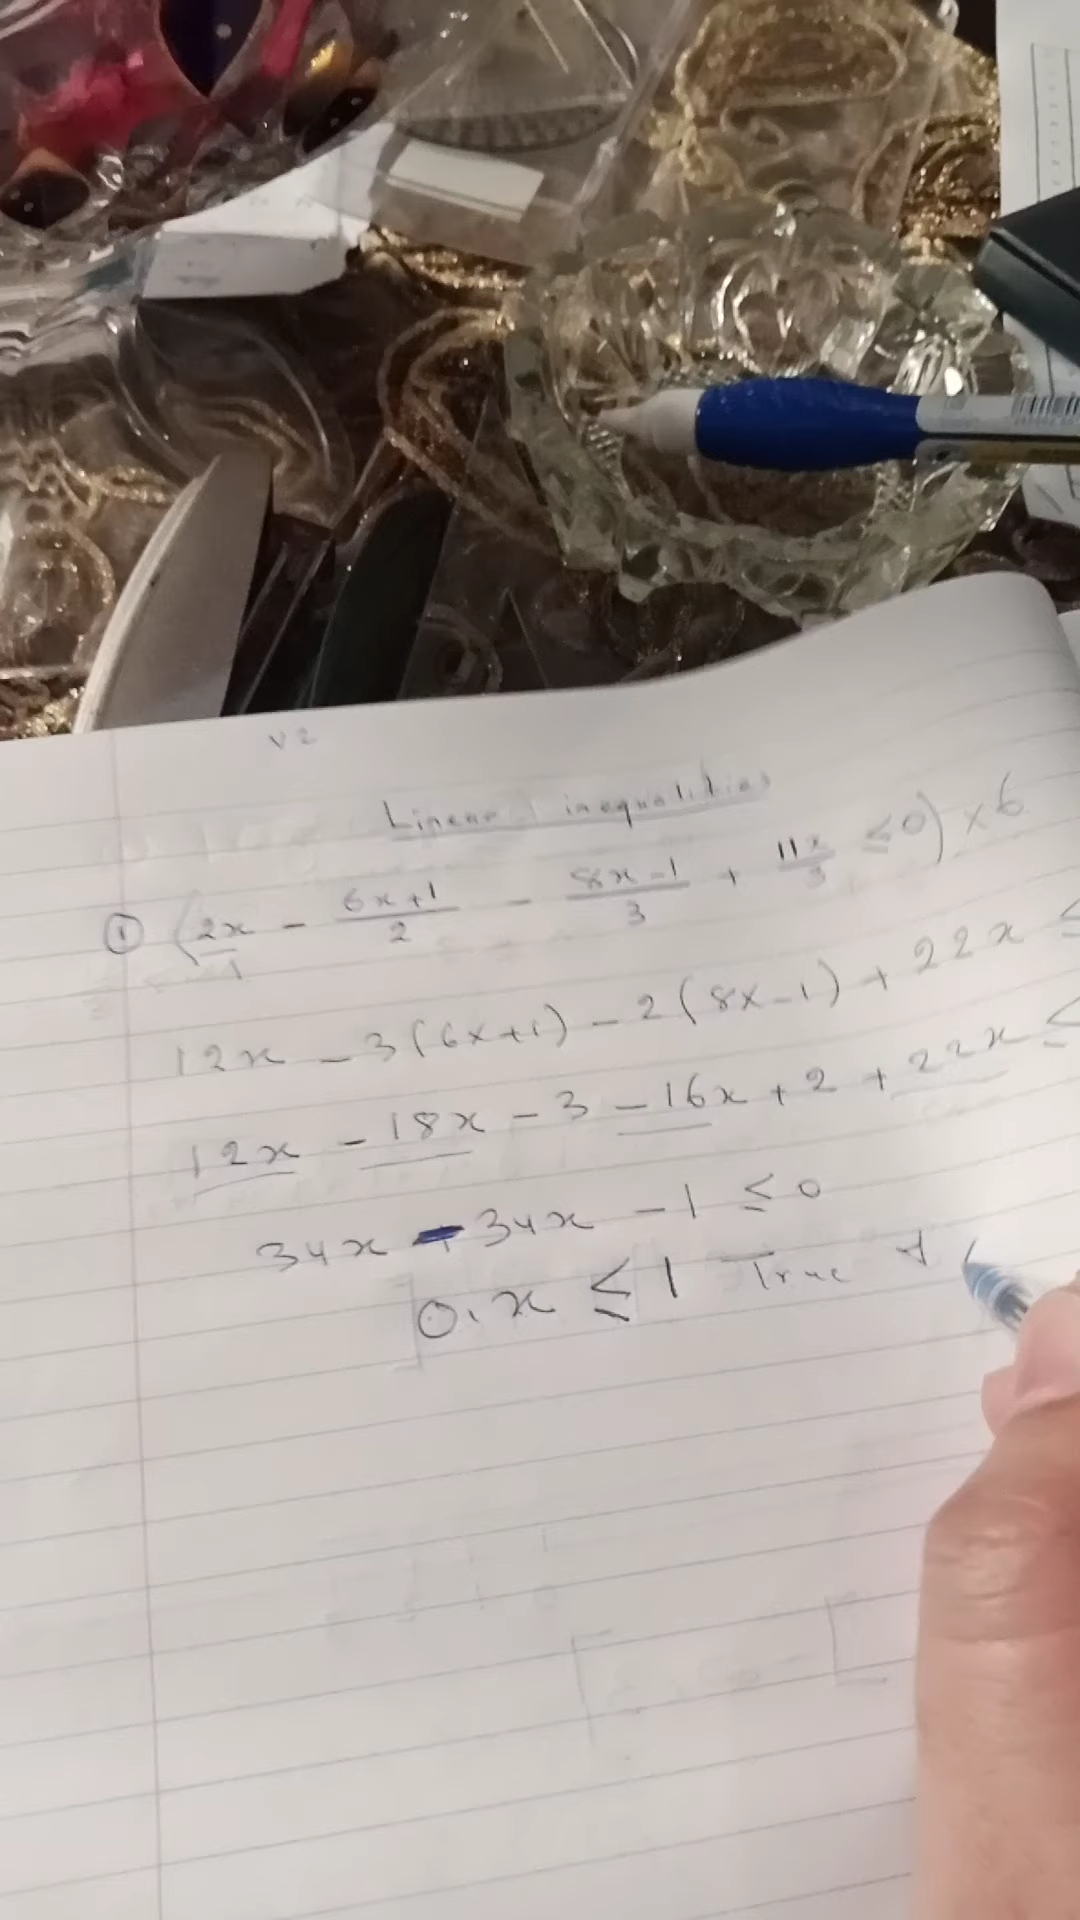 V2
Linear inequalities
① (2x/1 - 6x+1/2 - 8x-1/3 + 11x/3 ≤ 0) × 6
12x - 3(6x+1) - 2(8x-1) + 22x ≤
12x - 18x - 3 - 16x + 2 + 22x ≤
34x - 34x - 1 ≤ 0
0.x ≤ 1 True ∀